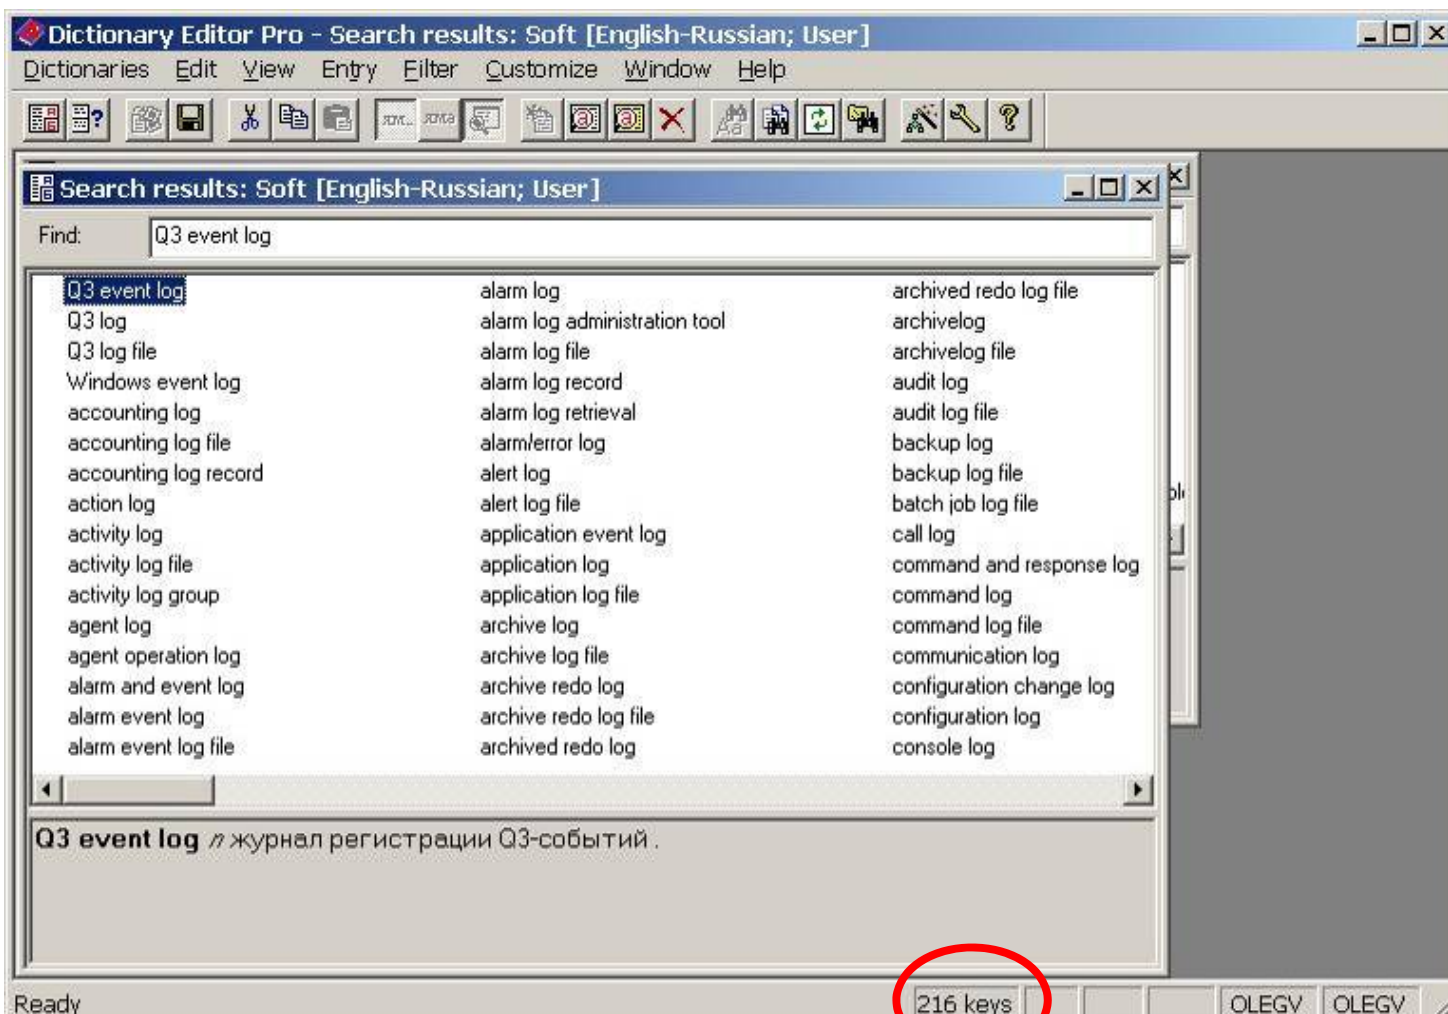 Dictionary Editor Pro - Search results: Soft [English-Russian; User]
Dictionaries Edit View Entry Filter Customize Window Help
Search results: Soft [English-Russian; User]
Find: Q3 event log
Q3 event log alarm log archived redo log file
Q3 log alarm log administration tool archivelog
Q3 log file alarm log file archivelog file
Windows event log alarm log record audit log
accounting log alarm log retrieval audit log file
accounting log file alarm/error log backup log
accounting log record alert log backup log file
action log alert log file batch job log file
activity log application event log call log
activity log file application log command and response log
activity log group application log file command log
agent log archive log command log file
agent operation log archive log file communication log
alarm and event log archive redo log configuration change log
alarm event log archive redo log file configuration log
alarm event log file archived redo log console log
Q3 event log n журнал регистрации Q3-событий .
Ready 216 keys OLEGV OLEGV